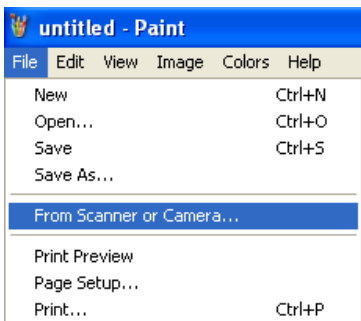 untitled - Paint
File Edit View Image Colors Help
New Ctrl+N
Open... Ctrl+O
Save Ctrl+S
Save As...
From Scanner or Camera...
Print Preview
Page Setup...
Print... Ctrl+P